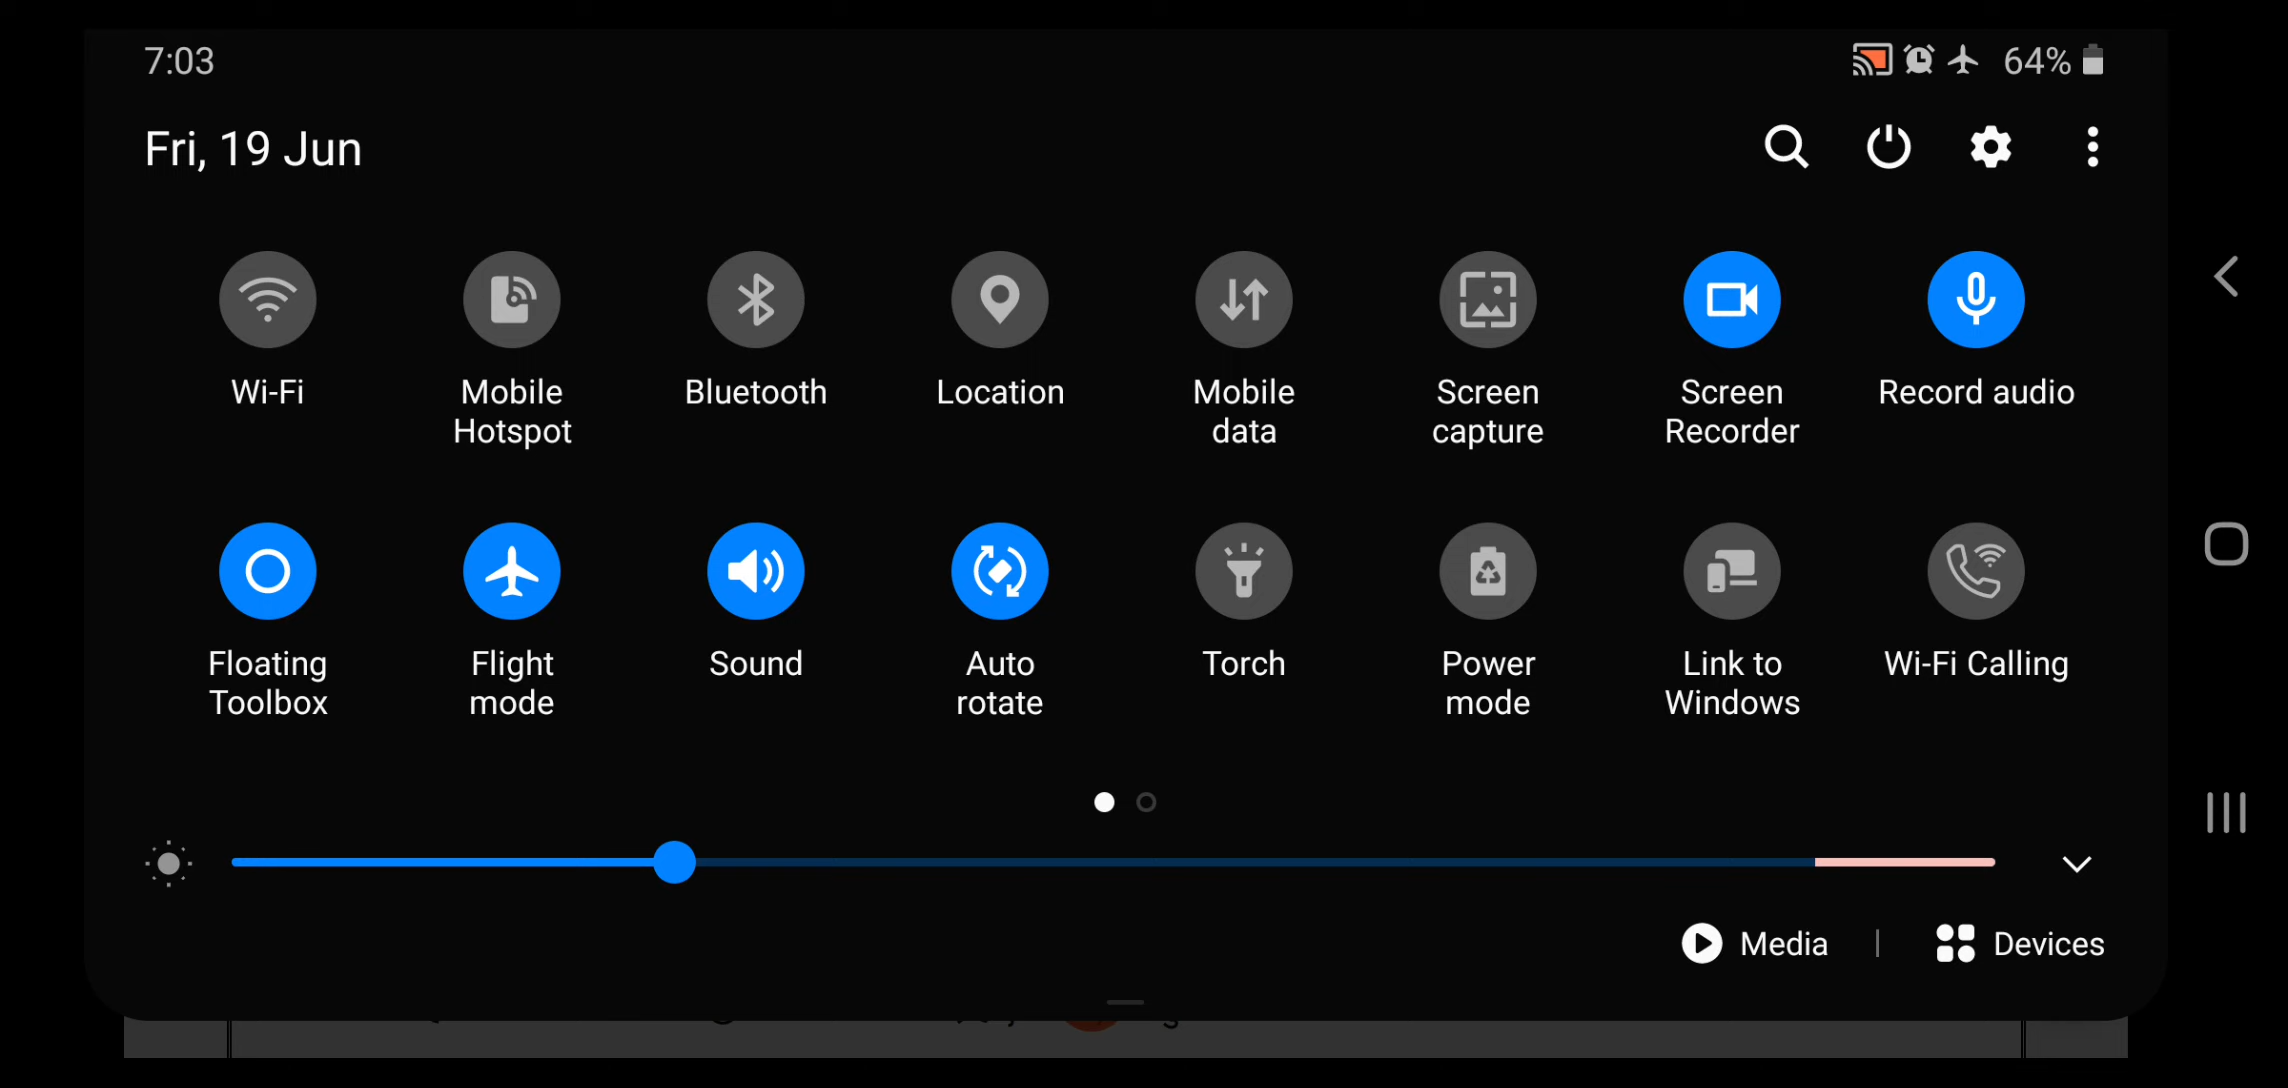 7:03
64%
Fri, 19 Jun
Wi-Fi
Mobile
Hotspot
Bluetooth
Location
Mobile
data
Screen
capture
Screen
Recorder
Record audio
Floating
Toolbox
Flight
mode
Sound
Auto
rotate
Torch
Power
mode
Link to
Windows
Wi-Fi Calling
Media
Devices